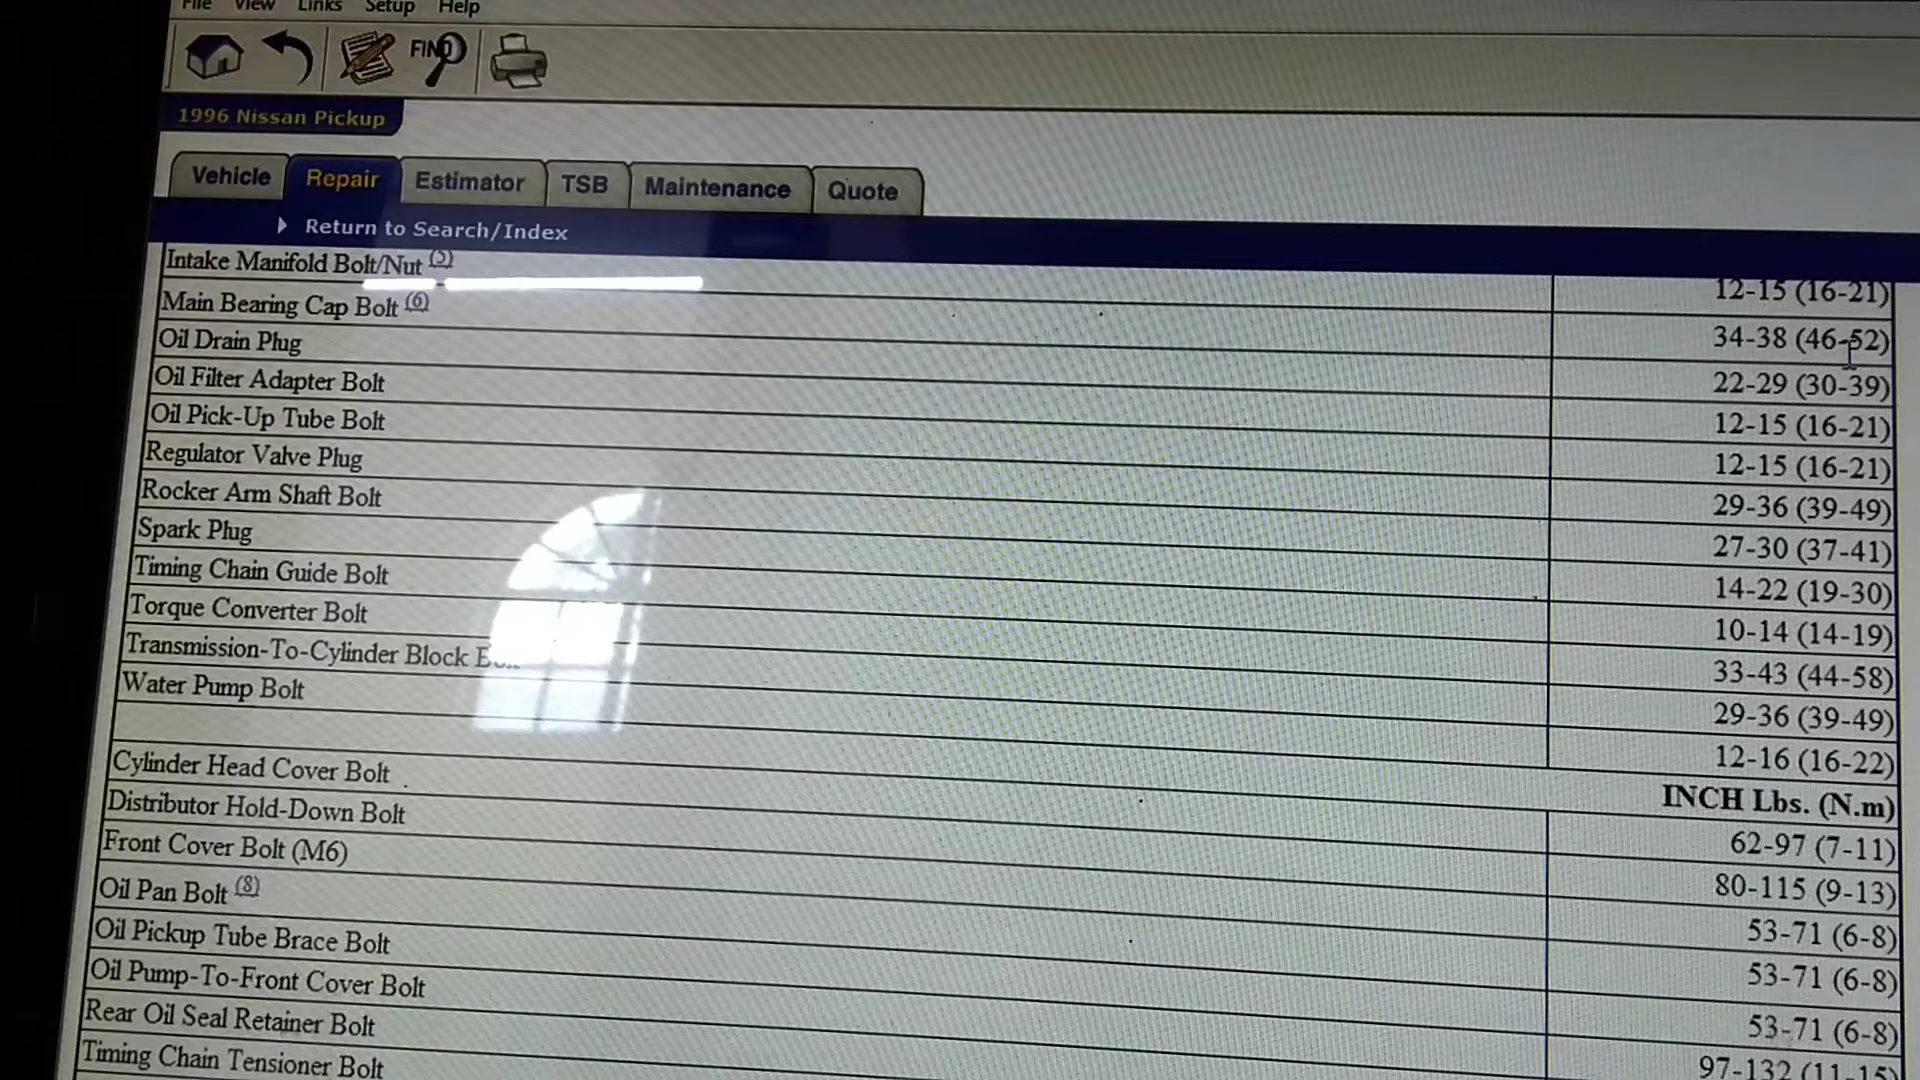 File View Links Setup Help
FIND
1996 Nissan Pickup
Vehicle Repair Estimator TSB Maintenance Quote
Return to Search/Index
Intake Manifold Bolt/Nut (5) 12-15 (16-21)
Main Bearing Cap Bolt (6) 34-38 (46-52)
Oil Drain Plug 22-29 (30-39)
Oil Filter Adapter Bolt 12-15 (16-21)
Oil Pick-Up Tube Bolt 12-15 (16-21)
Regulator Valve Plug 29-36 (39-49)
Rocker Arm Shaft Bolt 27-30 (37-41)
Spark Plug 14-22 (19-30)
Timing Chain Guide Bolt 10-14 (14-19)
Torque Converter Bolt 33-43 (44-58)
Transmission-To-Cylinder Block 29-36 (39-49)
Water Pump Bolt 12-16 (16-22)
INCH Lbs. (N.m)
Cylinder Head Cover Bolt 62-97 (7-11)
Distributor Hold-Down Bolt 80-115 (9-13)
Front Cover Bolt (M6) 53-71 (6-8)
Oil Pan Bolt (8) 53-71 (6-8)
Oil Pickup Tube Brace Bolt 53-71 (6-8)
Oil Pump-To-Front Cover Bolt 97-132 (11-15)
Rear Oil Seal Retainer Bolt
Timing Chain Tensioner Bolt